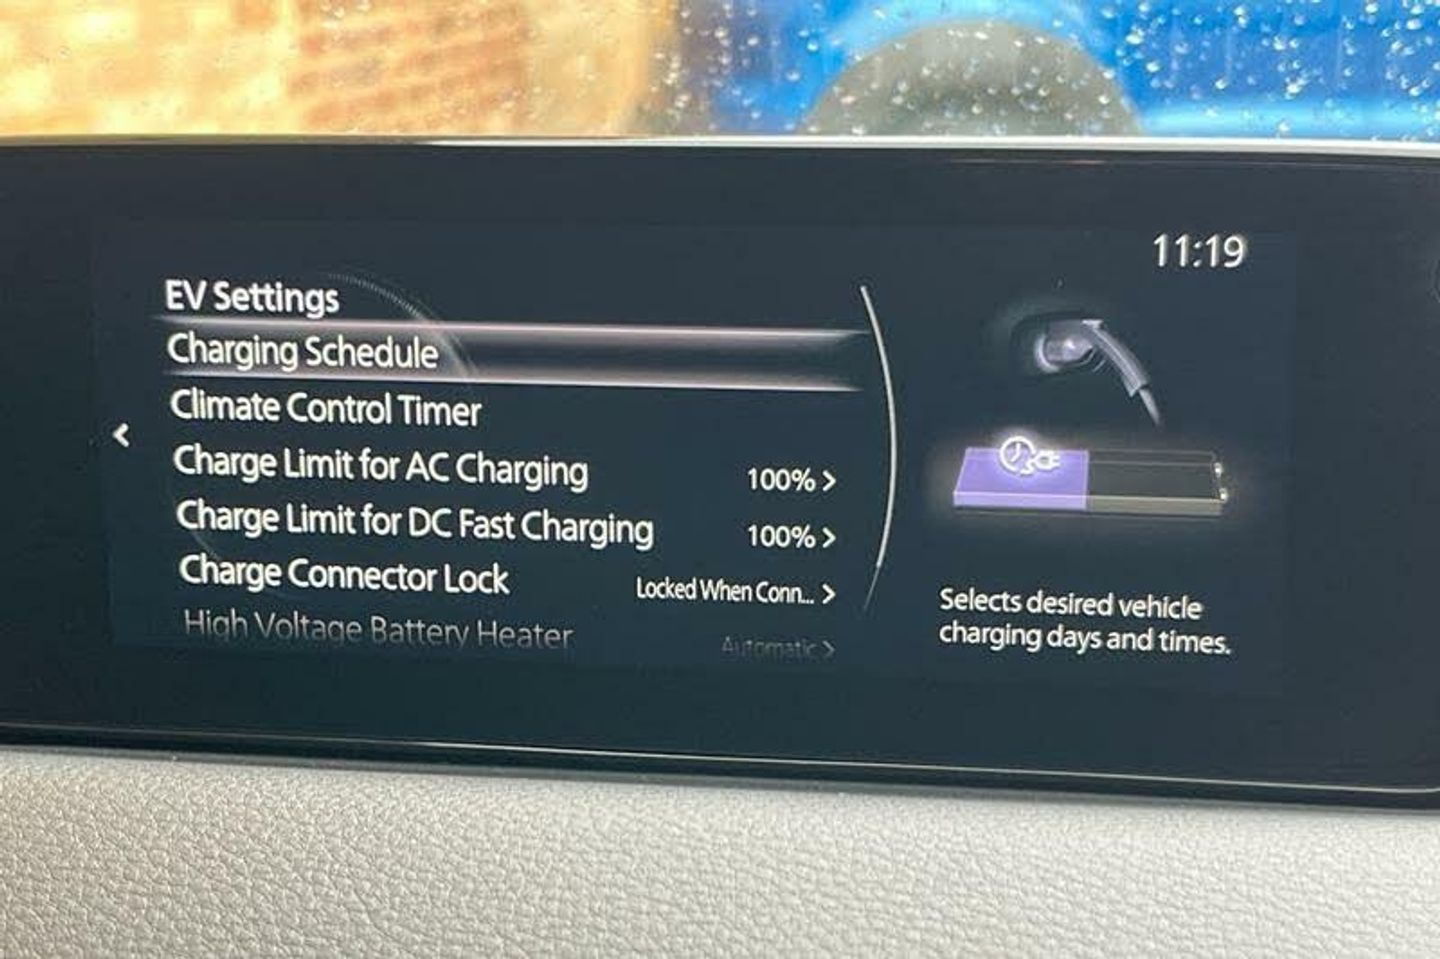 11:19
EV Settings
Charging Schedule
Climate Control Timer
Charge Limit for AC Charging 100% >
Charge Limit for DC Fast Charging 100% >
Charge Connector Lock Locked When Conn... >
High Voltage Battery Heater Automatic >
Selects desired vehicle
charging days and times.